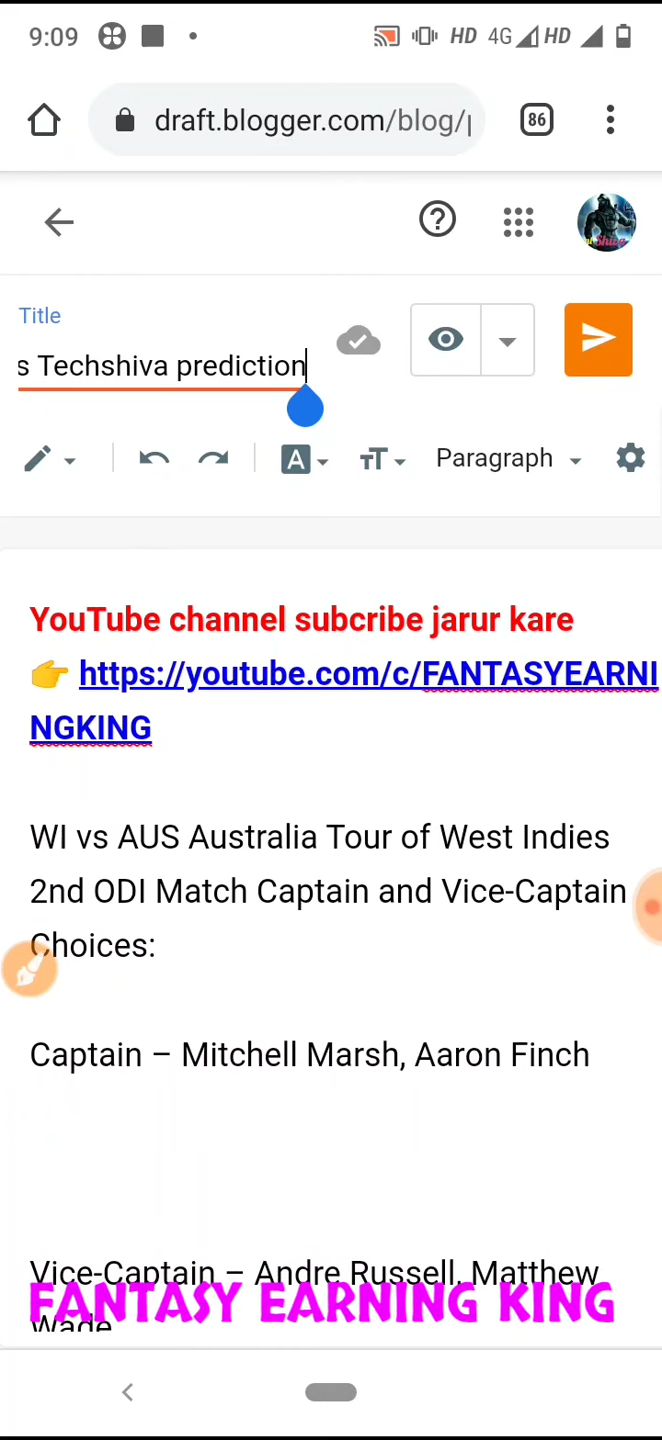 9:09 HD 4G HD
draft.blogger.com/blog/p
86
Title
s Techshiva prediction
A TT Paragraph
YouTube channel subcribe jarur kare
👉 https://youtube.com/c/FANTASYEARNI
NGKING
WI vs AUS Australia Tour of West Indies
2nd ODI Match Captain and Vice-Captain
Choices:
Captain – Mitchell Marsh, Aaron Finch
Vice-Captain – Andre Russell, Matthew
Wade
FANTASY EARNING KING